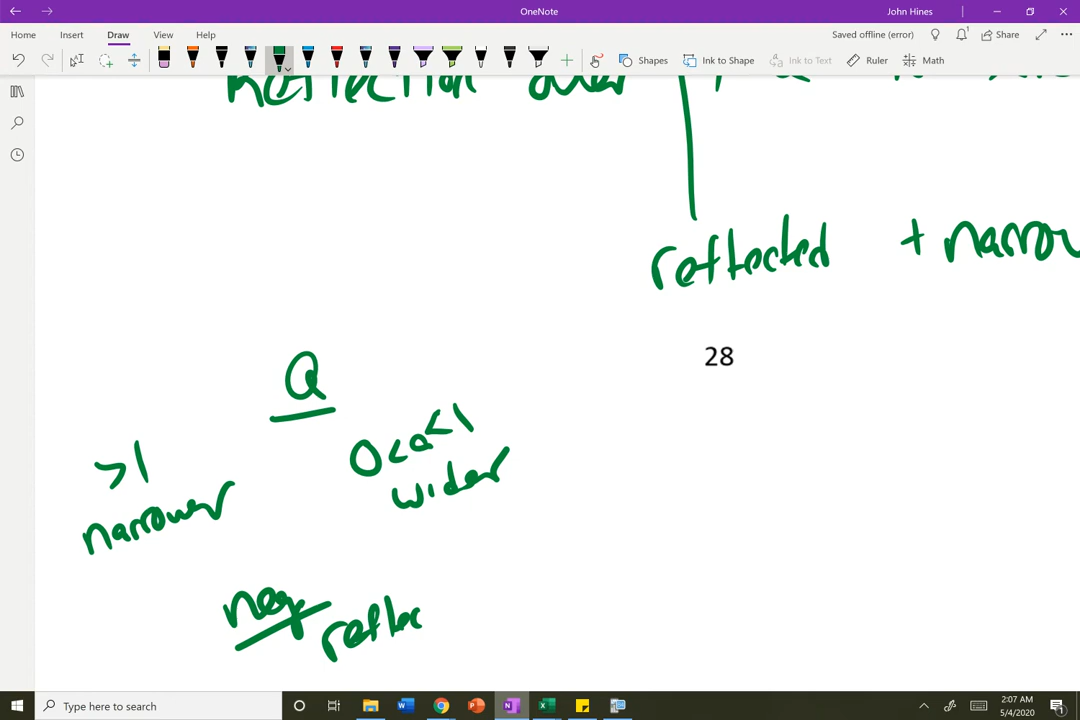 OneNote
John Hines
Home Insert Draw View Help
Saved offline (error)
Share
Shapes
Ink to Shape
Ink to Text
Ruler
Math
Reflection over
reflected + narrow
28
a
>1
narrower
0<a<1
wider
neg reflec
Type here to search
2:07 AM
5/4/2020